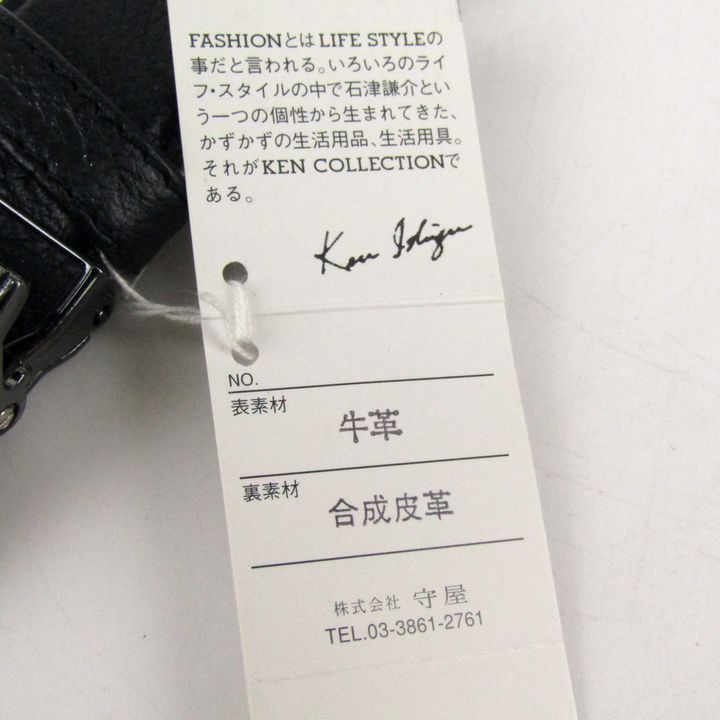 FASHIONとはLIFE STYLEの
事だと言われる。いろいろのライ
フ・スタイルの中で石津謙介とい
う一つの個性から生まれてきた、
かずかずの生活用品、生活用具。
それがKEN COLLECTIONで
ある。
Ken Ishizu
NO.
表素材
牛革
裏素材
合成皮革
株式会社 守屋
TEL.03-3861-2761